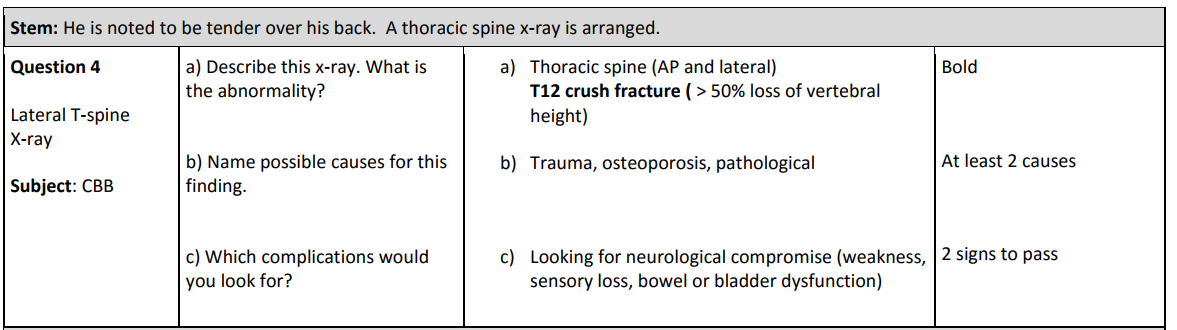 Stem: He is noted to be tender over his back. A thoracic spine x-ray is arranged.
Question 4
Lateral T-spine
X-ray
Subject: CBB
a) Describe this x-ray. What is
the abnormality?
b) Name possible causes for this
finding.
c) Which complications would
you look for?
a) Thoracic spine (AP and lateral)
T12 crush fracture ( > 50% loss of vertebral
height)
b) Trauma, osteoporosis, pathological
c) Looking for neurological compromise (weakness,
sensory loss, bowel or bladder dysfunction)
Bold
At least 2 causes
2 signs to pass